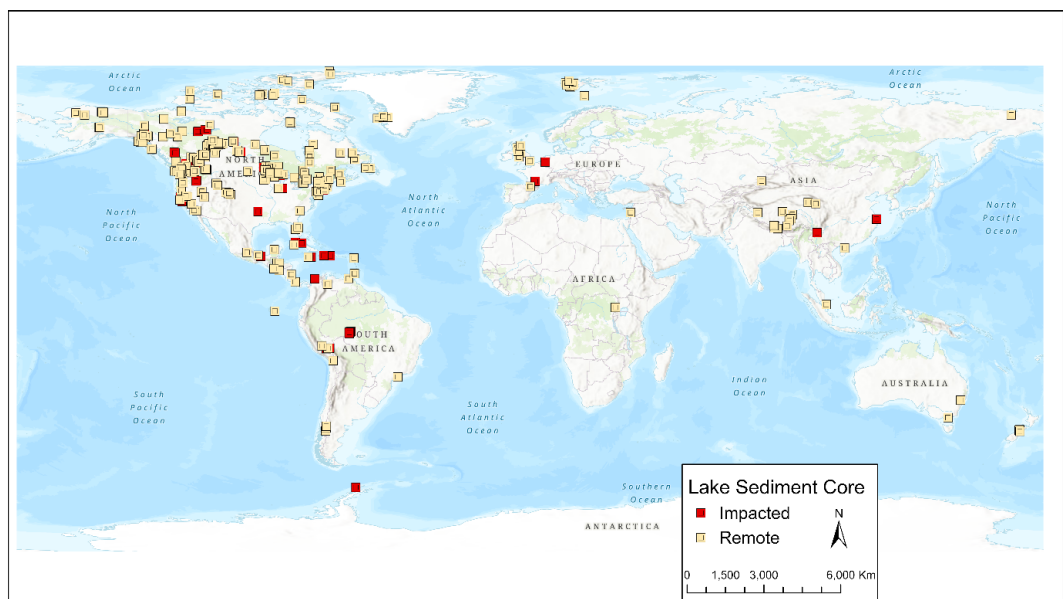 Arctic
Ocean
Arctic
Ocean
NORTH
AMERICA
EUROPE
ASIA
North
Pacific
Ocean
North
Atlantic
Ocean
North
Pacific
Ocean
AFRICA
SOUTH
AMERICA
Indian
Ocean
AUSTRALIA
South
Pacific
Ocean
South
Atlantic
Ocean
Southern
Ocean
ANTARCTICA
Lake Sediment Core
Impacted
Remote
N
0 1,500 3,000 6,000 Km